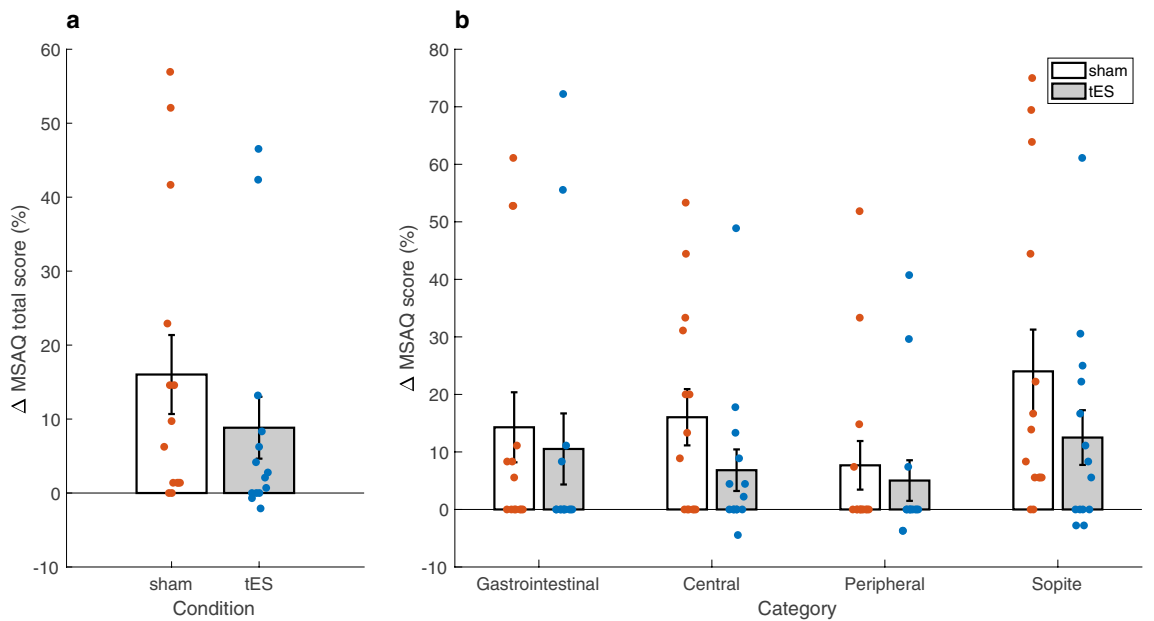 a
Δ MSAQ total score (%)
60
50
40
30
20
10
0
-10
sham tES
Condition
b
Δ MSAQ score (%)
80
70
60
50
40
30
20
10
0
-10
Gastrointestinal Central Peripheral Sopite
Category
sham
tES